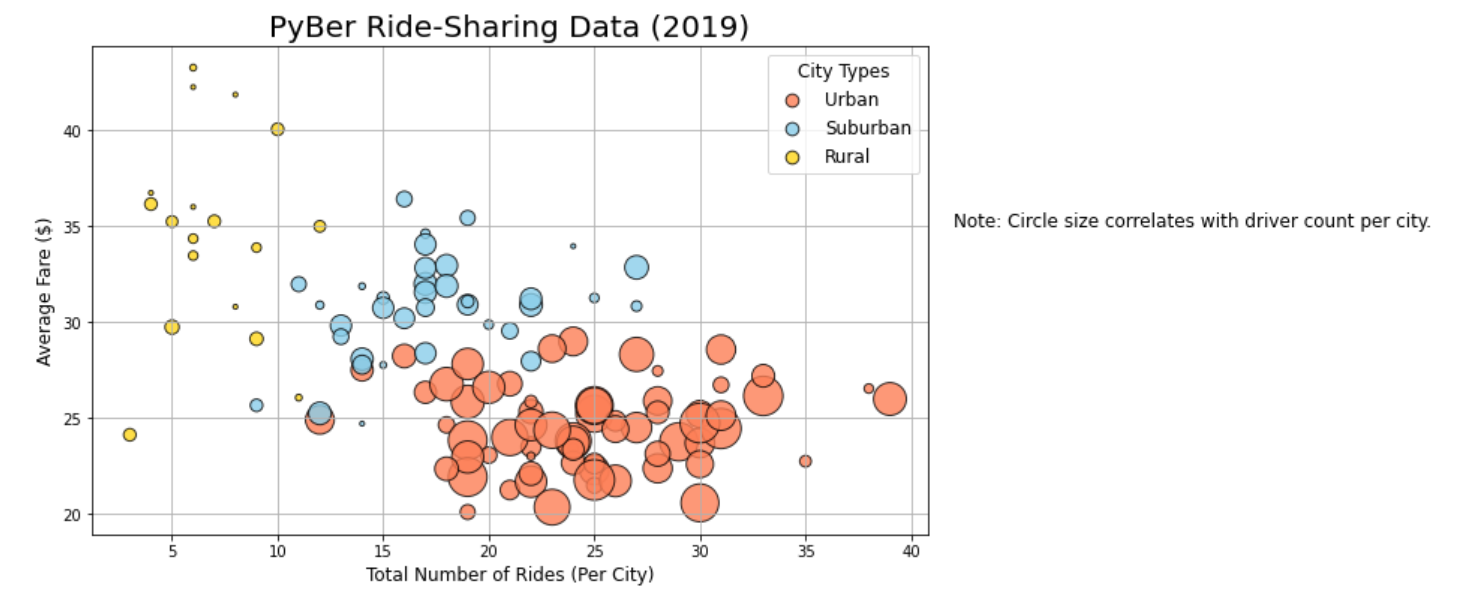 PyBer Ride-Sharing Data (2019)
City Types
Urban
Suburban
Rural
Note: Circle size correlates with driver count per city.
Average Fare ($)
40
35
30
25
20
5 10 15 20 25 30 35 40
Total Number of Rides (Per City)